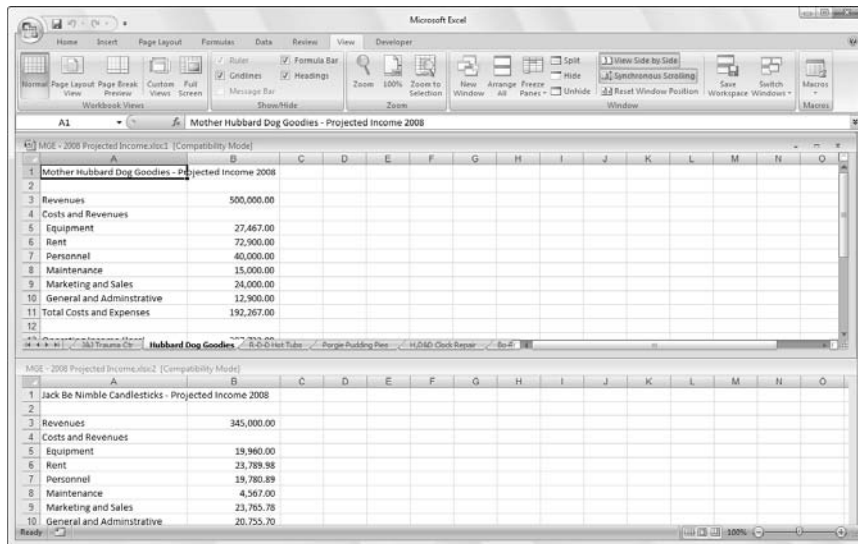 Microsoft Excel
Home Insert Page Layout Formulas Data Review View Developer
Normal Page Layout View Page Break Preview Custom Views Full Screen
Workbook Views
Ruler Formula Bar
Gridlines Headings
Message Bar
Show/Hide
Zoom 100% Zoom to Selection
Zoom
New Window Arrange All Freeze Panes
Split
Hide
Unhide
View Side by Side
Synchronous Scrolling
Reset Window Position
Save Workspace Switch Windows
Window
Macros
Macros
A1 fx Mother Hubbard Dog Goodies - Projected Income 2008
MGE - 2008 Projected Income.xlsx:1 [Compatibility Mode]
A B C D E F G H I J K L M N O
1 Mother Hubbard Dog Goodies - Projected Income 2008
2
3 Revenues 500,000.00
4 Costs and Revenues
5 Equipment 27,467.00
6 Rent 72,900.00
7 Personnel 40,000.00
8 Maintenance 15,000.00
9 Marketing and Sales 24,000.00
10 General and Adminstrative 12,900.00
11 Total Costs and Expenses 192,267.00
12
J&J Trauma Ctr Hubbard Dog Goodies R-D-D Hot Tubs Porgie Pudding Pies H,D&D Clock Repair
MGE - 2008 Projected Income.xlsx:2 [Compatibility Mode]
A B C D E F G H I J K L M N O
1 Jack Be Nimble Candlesticks - Projected Income 2008
2
3 Revenues 345,000.00
4 Costs and Revenues
5 Equipment 19,960.00
6 Rent 23,789.98
7 Personnel 19,780.89
8 Maintenance 4,567.00
9 Marketing and Sales 23,765.78
10 General and Adminstrative 20,755.70
Ready 100%